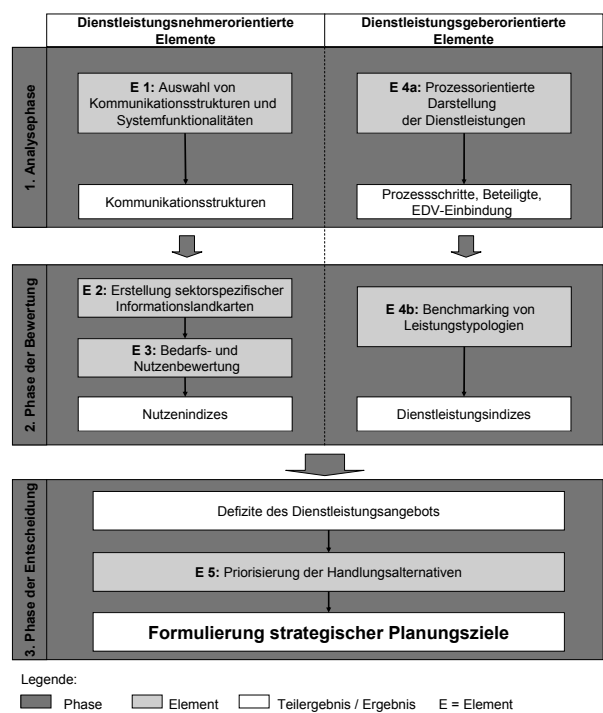 Dienstleistungsnehmerorientierte
Elemente
Dienstleistungsgeberorientierte
Elemente
1. Analysephase
E 1: Auswahl von
Kommunikationsstrukturen und
Systemfunktionalitäten
E 4a: Prozessorientierte
Darstellung
der Dienstleistungen
Kommunikationsstrukturen
Prozessschritte, Beteiligte,
EDV-Einbindung
2. Phase der Bewertung
E 2: Erstellung sektorspezifischer
Informationslandkarten
E 3: Bedarfs- und
Nutzenbewertung
Nutzenindizes
E 4b: Benchmarking von
Leistungstypologien
Dienstleistungsindizes
3. Phase der Entscheidung
Defizite des Dienstleistungsangebots
E 5: Priorisierung der Handlungsalternativen
Formulierung strategischer Planungsziele
Legende:
Phase
Element
Teilergebnis / Ergebnis
E = Element